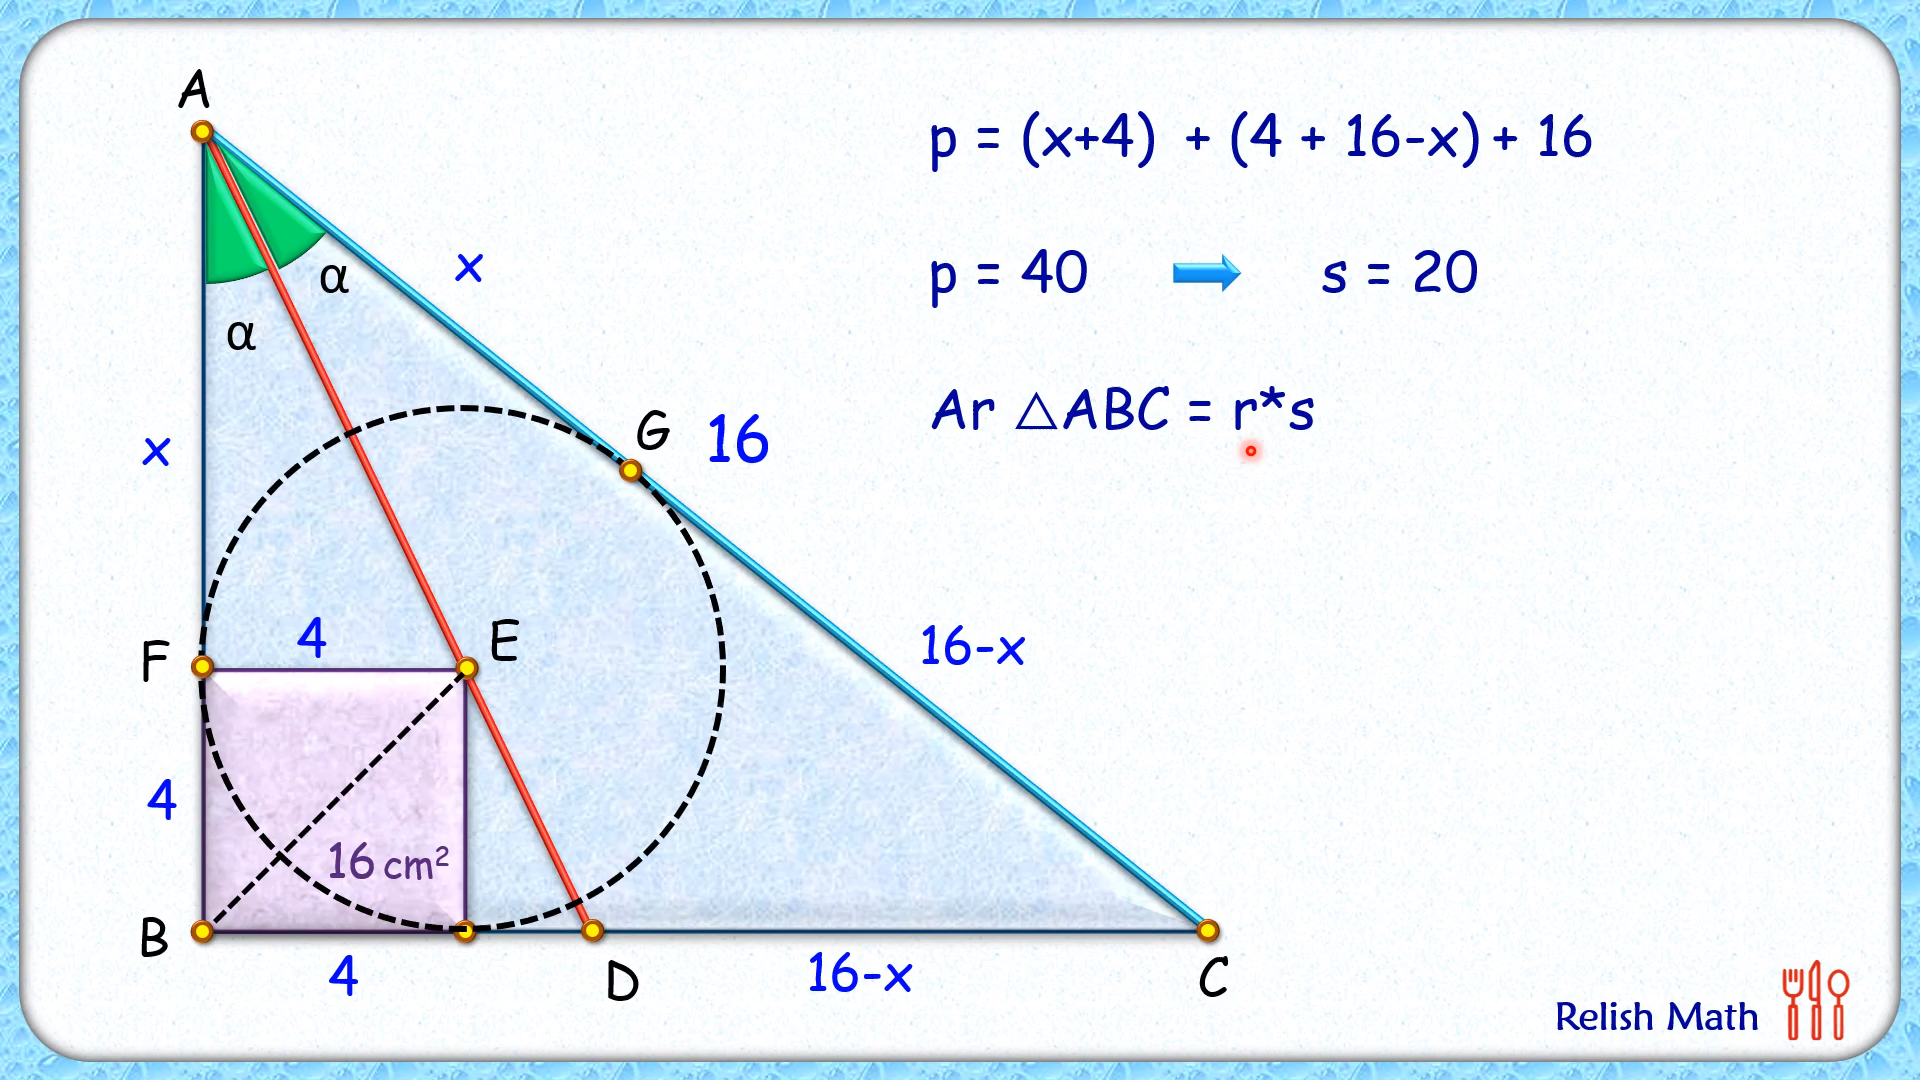 A
p = (x+4) + (4 + 16-x) + 16
x
α
p = 40 s = 20
α
Ar △ABC = r*s
G
16
x
4
E
F
16-x
4
16 cm²
B
4
D
16-x
C
Relish Math